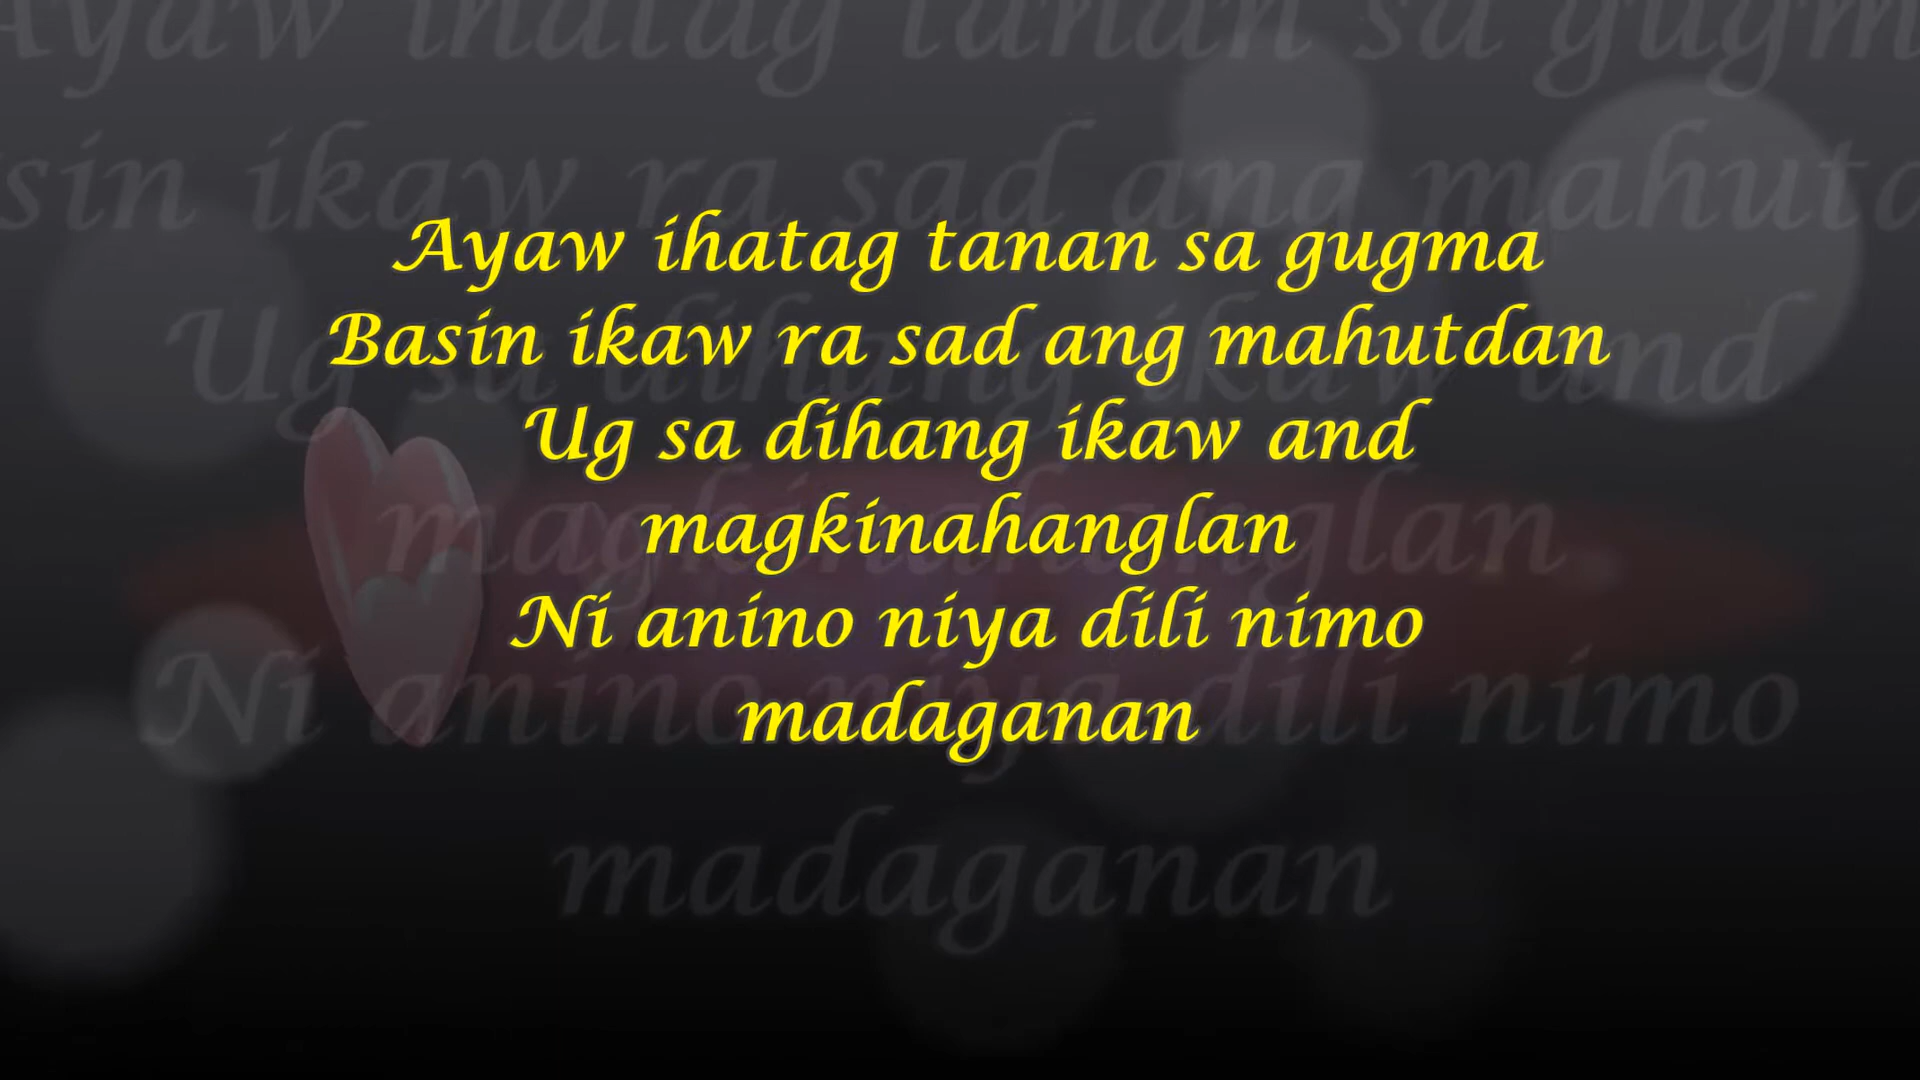 Ayaw ihatag tanan sa gugma
Basin ikaw ra sad ang mahutdan
Ug sa dihang ikaw and
magkinahanglan
Ni anino niya dili nimo
madaganan